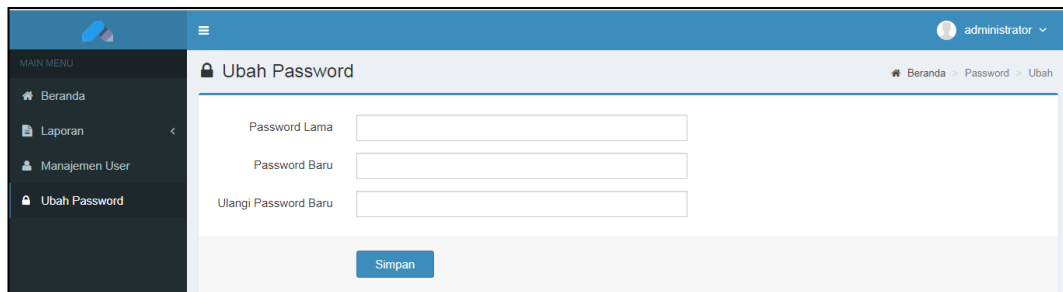 administrator
MAIN MENU
Beranda
Laporan
Manajemen User
Ubah Password
Ubah Password
Beranda > Password > Ubah
Password Lama
Password Baru
Ulangi Password Baru
Simpan